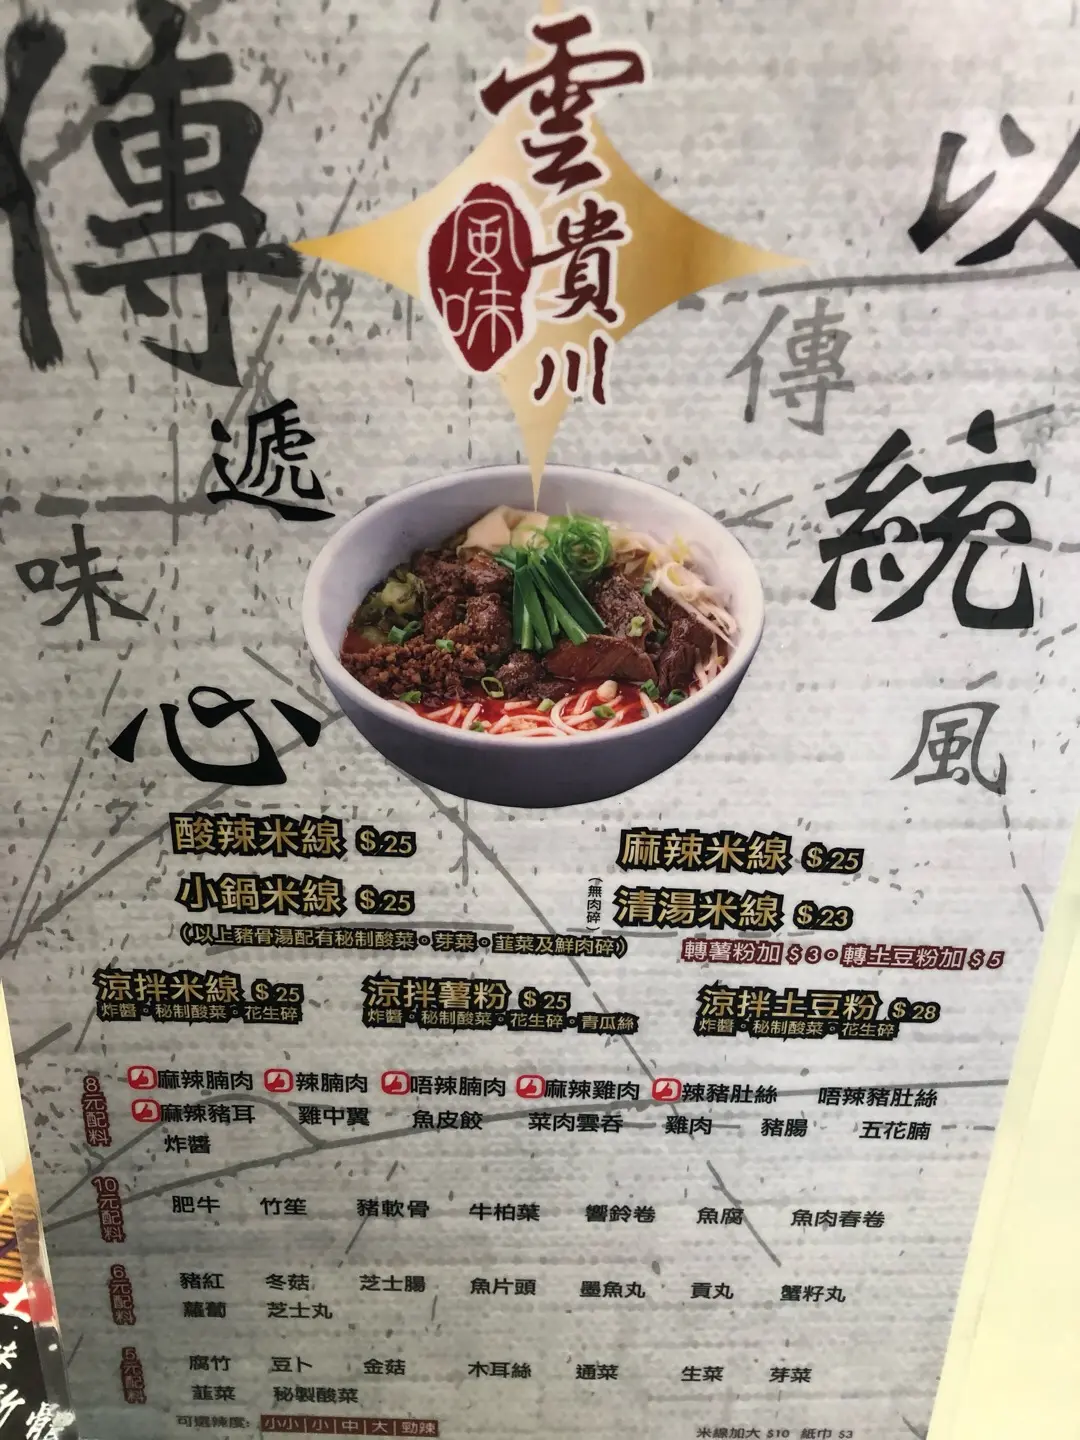 雲貴川
風味
以
傳
統
風
傳
遞
味
心
酸辣米線 $25
麻辣米線 $25
小鍋米線 $25
(無肉碎) 清湯米線 $23
(以上豬骨湯配有秘制酸菜。芽菜。韮菜及鮮肉碎)
轉薯粉加 $3。轉土豆粉加 $5
涼拌米線 $25
炸醬。秘制酸菜。花生碎
涼拌薯粉 $25
炸醬。秘制酸菜。花生碎。青瓜絲
涼拌土豆粉 $28
炸醬。秘制酸菜。花生碎
8元配料
麻辣腩肉 辣腩肉 唔辣腩肉 麻辣雞肉 辣豬肚絲 唔辣豬肚絲
麻辣豬耳 雞中翼 魚皮餃 菜肉雲吞 雞肉 豬腸 五花腩
炸醬
10元配料
肥牛 竹笙 豬軟骨 牛柏葉 響鈴卷 魚腐 魚肉春卷
6元配料
豬紅 冬菇 芝士腸 魚片頭 墨魚丸 貢丸 蟹籽丸
蘿蔔 芝士丸
5元配料
腐竹 豆卜 金菇 木耳絲 通菜 生菜 芽菜
韮菜 秘製酸菜
可選辣度: 小小|小|中|大|勁辣
米線加大 $10 紙巾 $3